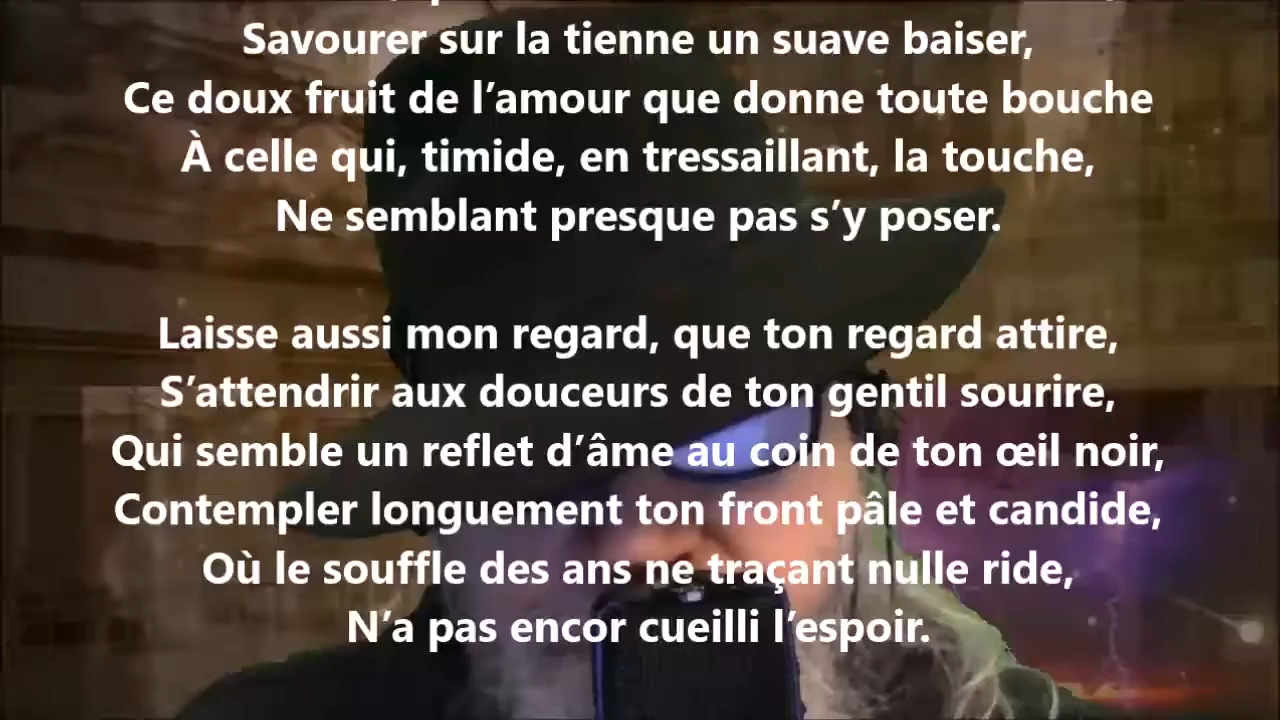 Savourer sur la tienne un suave baiser,
Ce doux fruit de l’amour que donne toute bouche
À celle qui, timide, en tressaillant, la touche,
Ne semblant presque pas s’y poser.
Laisse aussi mon regard, que ton regard attire,
S’attendrir aux douceurs de ton gentil sourire,
Qui semble un reflet d’âme au coin de ton œil noir,
Contempler longuement ton front pâle et candide,
Où le souffle des ans ne traçant nulle ride,
N’a pas encor cueilli l’espoir.